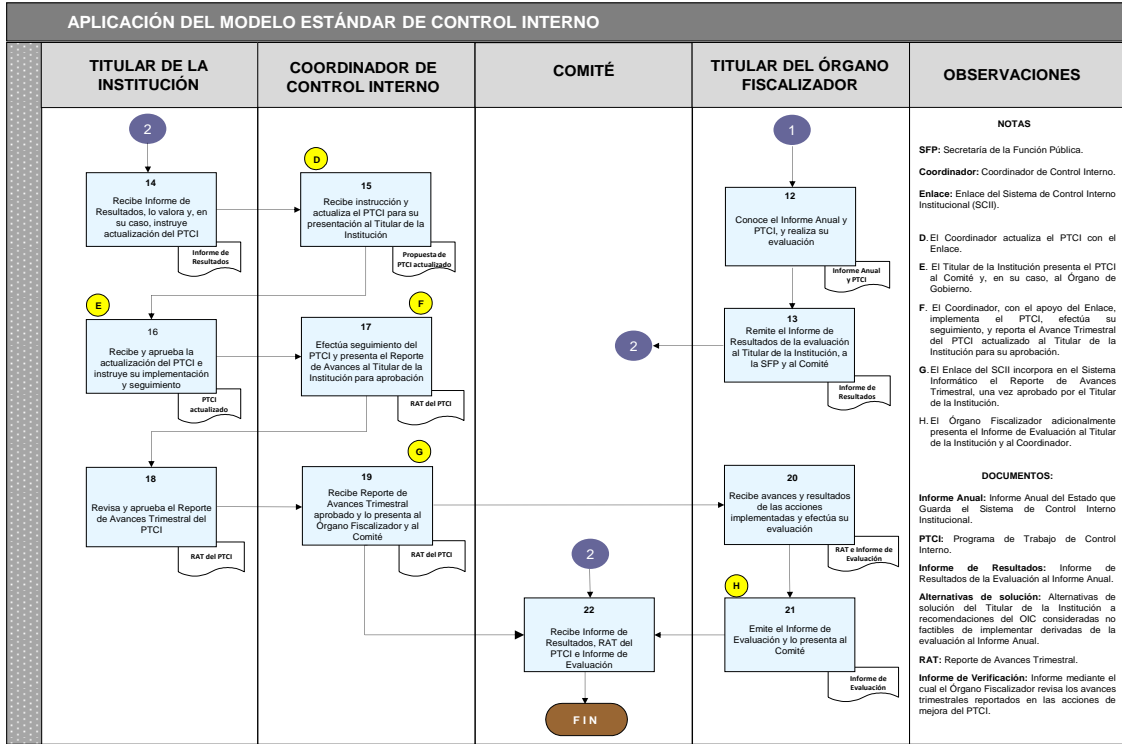 APLICACIÓN DEL MODELO ESTÁNDAR DE CONTROL INTERNO
TITULAR DE LA
INSTITUCIÓN
COORDINADOR DE
CONTROL INTERNO
COMITÉ
TITULAR DEL ÓRGANO
FISCALIZADOR
OBSERVACIONES
2
14
Recibe Informe de
Resultados, lo valora y, en
su caso, instruye
actualización del PTCI
Informe de
Resultados
D
15
Recibe instrucción y
actualiza el PTCI para su
presentación al Titular de la
Institución
Propuesta de
PTCI actualizado
1
12
Conoce el Informe Anual y
PTCI, y realiza su
evaluación
Informe Anual
y PTCI
E
16
Recibe y aprueba la
actualización del PTCI e
instruye su implementación
y seguimiento
PTCI
actualizado
F
17
Efectúa seguimiento del
PTCI y presenta el Reporte
de Avances al Titular de la
Institución para aprobación
RAT del PTCI
2
13
Remite el Informe de
Resultados de la evaluación
al Titular de la Institución, a
la SFP y al Comité
Informe de
Resultados
18
Revisa y aprueba el Reporte
de Avances Trimestral del
PTCI
RAT del PTCI
G
19
Recibe Reporte de
Avances Trimestral
aprobado y lo presenta al
Órgano Fiscalizador y al
Comité
RAT del PTCI
20
Recibe avances y resultados
de las acciones
implementadas y efectúa su
evaluación
RAT e Informe de
Evaluación
2
22
Recibe Informe de
Resultados, RAT del
PTCI e Informe de
Evaluación
FIN
H
21
Emite el Informe de
Evaluación y lo presenta al
Comité
Informe de
Evaluación
NOTAS
SFP: Secretaría de la Función Pública.
Coordinador: Coordinador de Control Interno.
Enlace: Enlace del Sistema de Control Interno
Institucional (SCII).
D. El Coordinador actualiza el PTCI con el
Enlace.
E. El Titular de la Institución presenta el PTCI
al Comité y, en su caso, al Órgano de
Gobierno.
F. El Coordinador, con el apoyo del Enlace,
implementa el PTCI, efectúa su
seguimiento, y reporta el Avance Trimestral
del PTCI actualizado al Titular de la
Institución para su aprobación.
G. El Enlace del SCII incorpora en el Sistema
Informático el Reporte de Avances
Trimestral, una vez aprobado por el Titular
de la Institución.
H. El Órgano Fiscalizador adicionalmente
presenta el Informe de Evaluación al Titular
de la Institución y al Coordinador.
DOCUMENTOS:
Informe Anual: Informe Anual del Estado que
Guarda el Sistema de Control Interno
Institucional.
PTCI: Programa de Trabajo de Control
Interno.
Informe de Resultados: Informe de
Resultados de la Evaluación al Informe Anual.
Alternativas de solución: Alternativas de
solución del Titular de la Institución a
recomendaciones del OIC consideradas no
factibles de implementar derivadas de la
evaluación al Informe Anual.
RAT: Reporte de Avances Trimestral.
Informe de Verificación: Informe mediante el
cual el Órgano Fiscalizador revisa los avances
trimestrales reportados en las acciones de
mejora del PTCI.